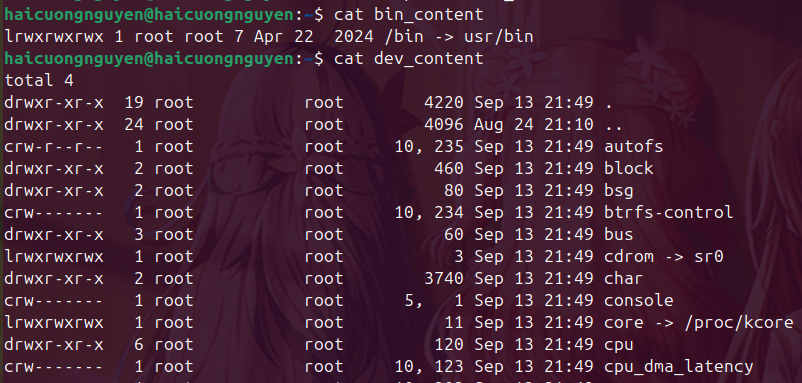 haicuongnguyen@haicuongnguyen:~$ cat bin_content
lrwxrwxrwx 1 root root 7 Apr 22  2024 /bin -> usr/bin
haicuongnguyen@haicuongnguyen:~$ cat dev_content
total 4
drwxr-xr-x  19 root           root        4220 Sep 13 21:49 .
drwxr-xr-x  24 root           root        4096 Aug 24 21:10 ..
crw-r--r--   1 root           root     10, 235 Sep 13 21:49 autofs
drwxr-xr-x   2 root           root         460 Sep 13 21:49 block
drwxr-xr-x   2 root           root          80 Sep 13 21:49 bsg
crw-------   1 root           root     10, 234 Sep 13 21:49 btrfs-control
drwxr-xr-x   3 root           root          60 Sep 13 21:49 bus
lrwxrwxrwx   1 root           root           3 Sep 13 21:49 cdrom -> sr0
drwxr-xr-x   2 root           root        3740 Sep 13 21:49 char
crw-------   1 root           root      5,   1 Sep 13 21:49 console
lrwxrwxrwx   1 root           root          11 Sep 13 21:49 core -> /proc/kcore
drwxr-xr-x   6 root           root         120 Sep 13 21:49 cpu
crw-------   1 root           root     10, 123 Sep 13 21:49 cpu_dma_latency